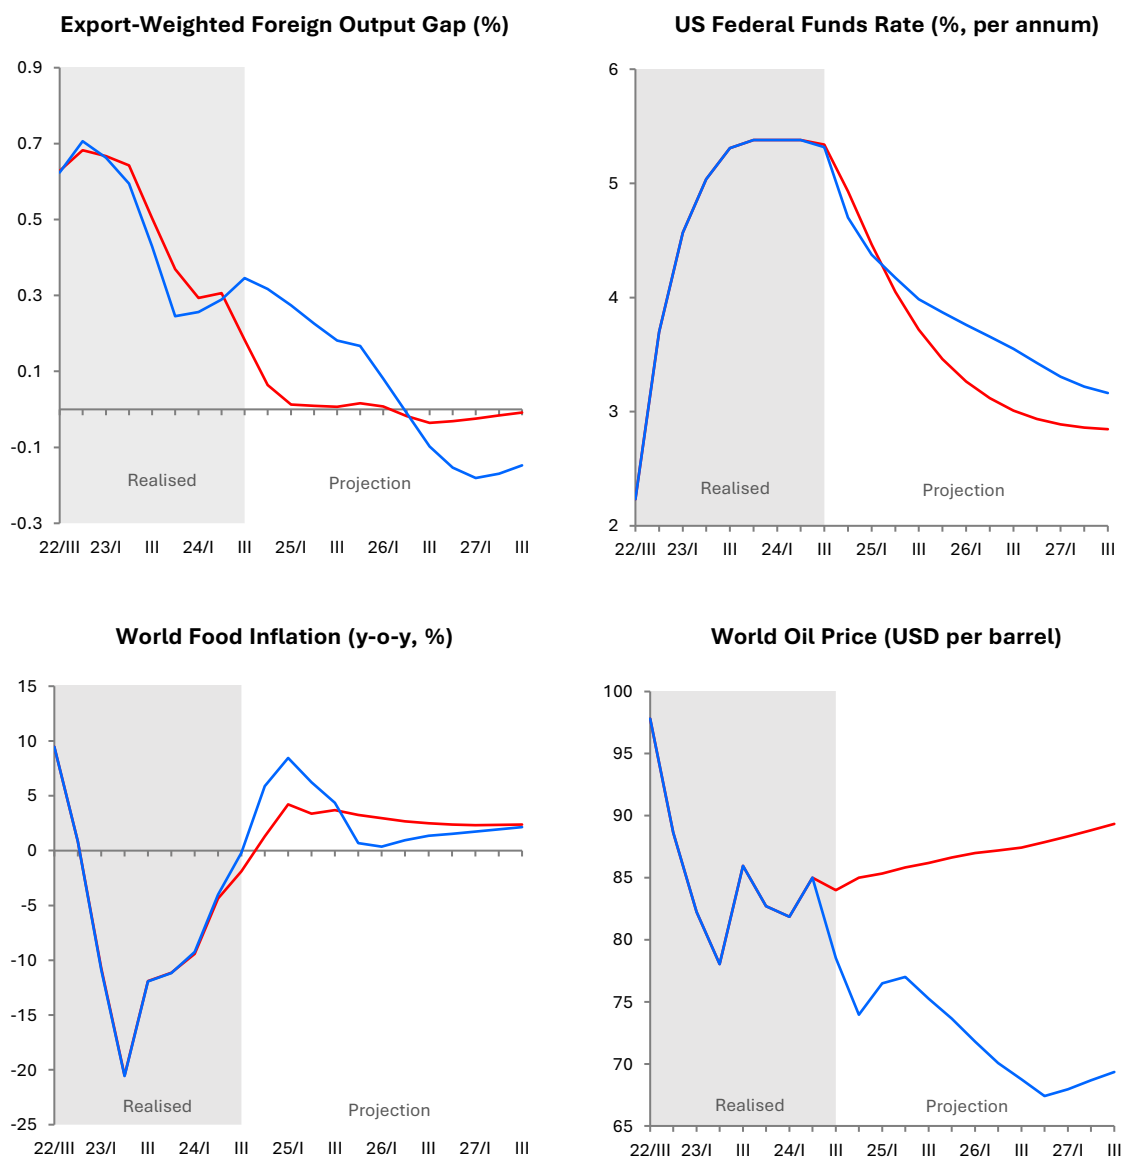 Export-Weighted Foreign Output Gap (%)
0.9
0.7
0.5
0.3
0.1
-0.1
-0.3
Realised
Projection
22/III 23/I III 24/I III 25/I III 26/I III 27/I III
US Federal Funds Rate (%, per annum)
6
5
4
3
2
Realised
Projection
22/III 23/I III 24/I III 25/I III 26/I III 27/I III
World Food Inflation (y-o-y, %)
15
10
5
0
-5
-10
-15
-20
-25
Realised
Projection
22/III 23/I III 24/I III 25/I III 26/I III 27/I III
World Oil Price (USD per barrel)
100
95
90
85
80
75
70
65
Realised
Projection
22/III 23/I III 24/I III 25/I III 26/I III 27/I III